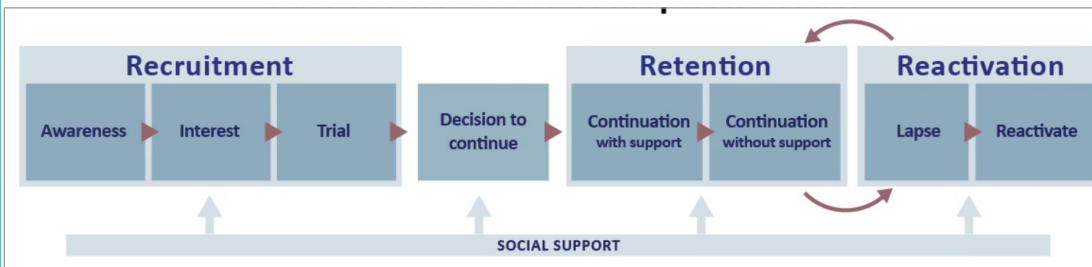 Recruitment
Awareness
Interest
Trial
Decision to
continue
Retention
Continuation
with support
Continuation
without support
Reactivation
Lapse
Reactivate
SOCIAL SUPPORT